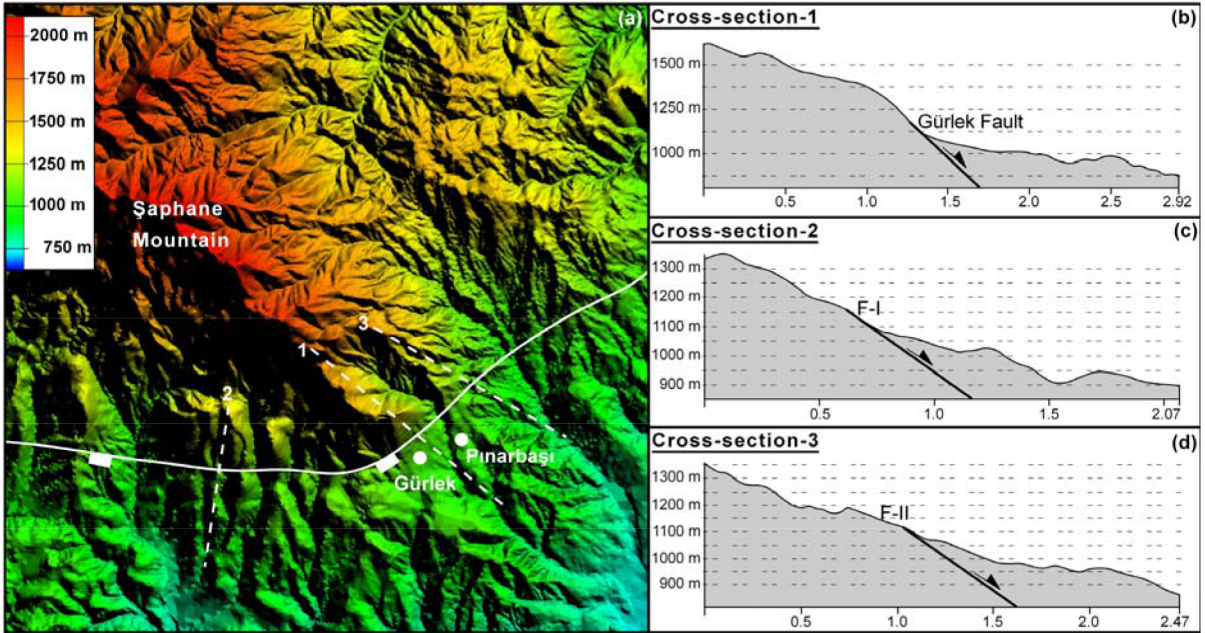 (a)
2000 m
1750 m
1500 m
1250 m
1000 m
750 m
Şaphane
Mountain
3
1
2
Pınarbaşı
Gürlek
Cross-section-1 (b)
1500 m
1250 m
1000 m
Gürlek Fault
0.5 1.0 1.5 2.0 2.5 2.92
Cross-section-2 (c)
1300 m
1200 m
1100 m
1000 m
900 m
F-I
0.5 1.0 1.5 2.07
Cross-section-3 (d)
1300 m
1200 m
1100 m
1000 m
900 m
F-II
0.5 1.0 1.5 2.0 2.47